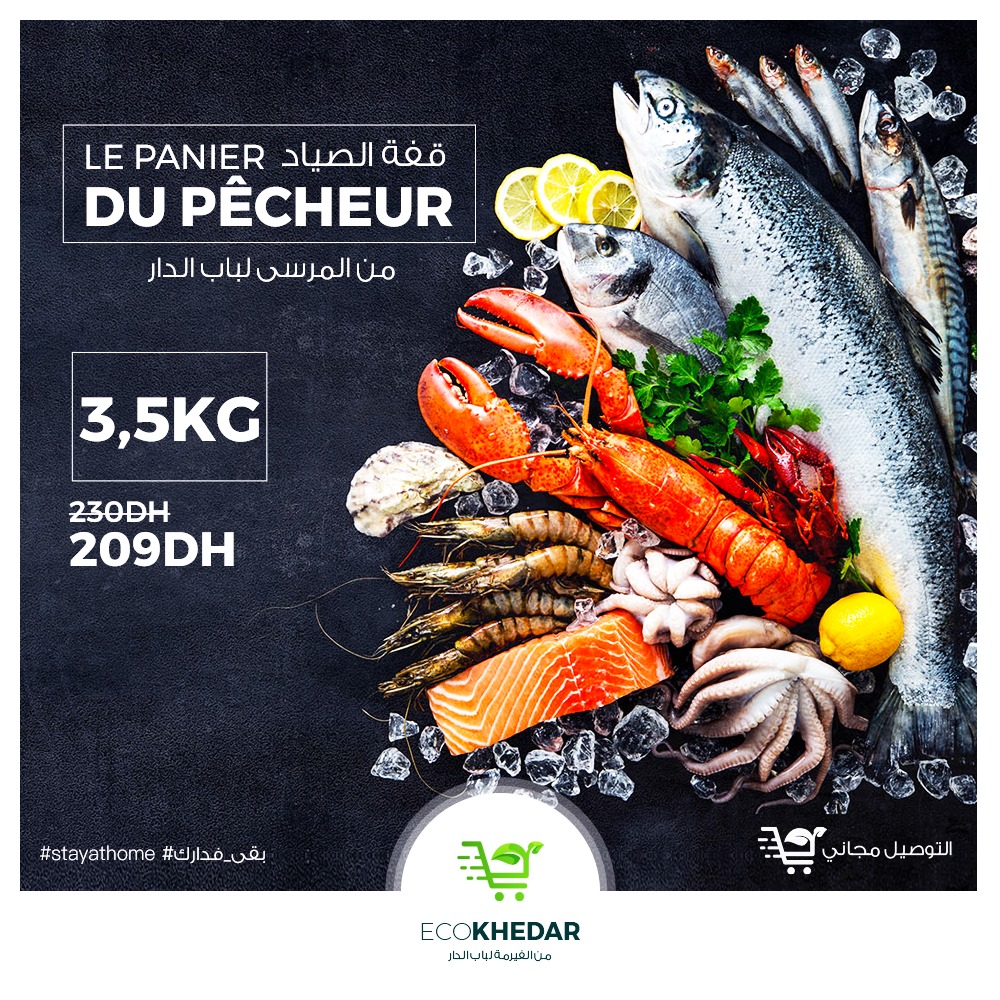 LE PANIER قفة الصياد
DU PÊCHEUR
من المرسى لباب الدار
3,5KG
230DH
209DH
#stayathome #بقى_فدارك
التوصيل مجاني
ECOKHEDAR
من الفيرمة لباب الدار